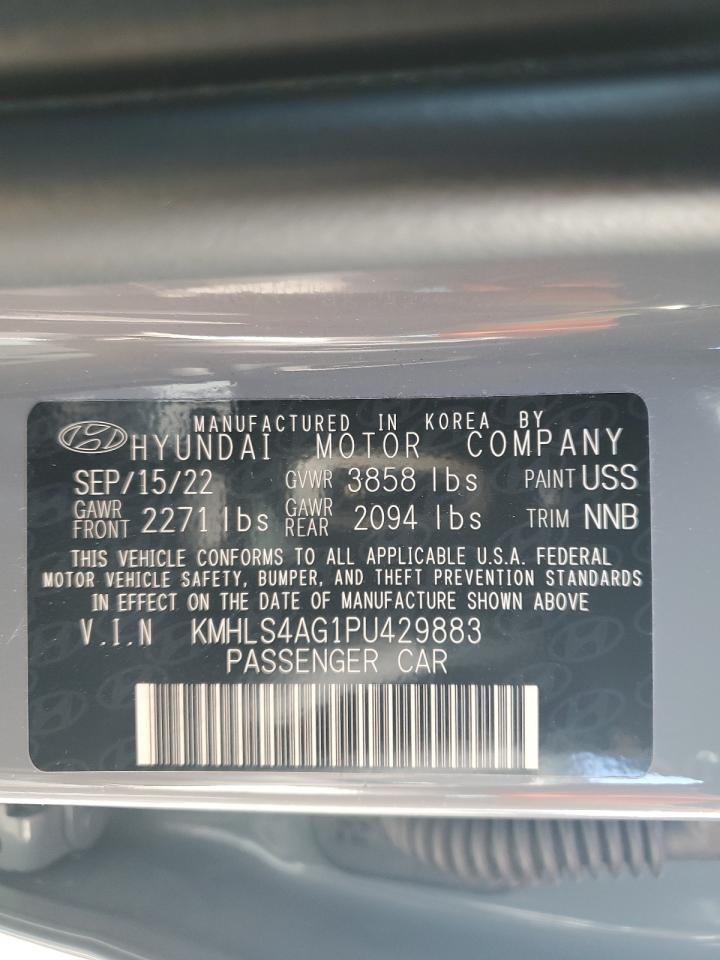 MANUFACTURED IN KOREA BY
HYUNDAI MOTOR COMPANY
SEP/15/22 GVWR 3858 lbs PAINT USS
GAWR FRONT 2271 lbs GAWR REAR 2094 lbs TRIM NNB
THIS VEHICLE CONFORMS TO ALL APPLICABLE U.S.A. FEDERAL
MOTOR VEHICLE SAFETY, BUMPER, AND THEFT PREVENTION STANDARDS
IN EFFECT ON THE DATE OF MANUFACTURE SHOWN ABOVE
V.I.N KMHLS4AG1PU429883
PASSENGER CAR